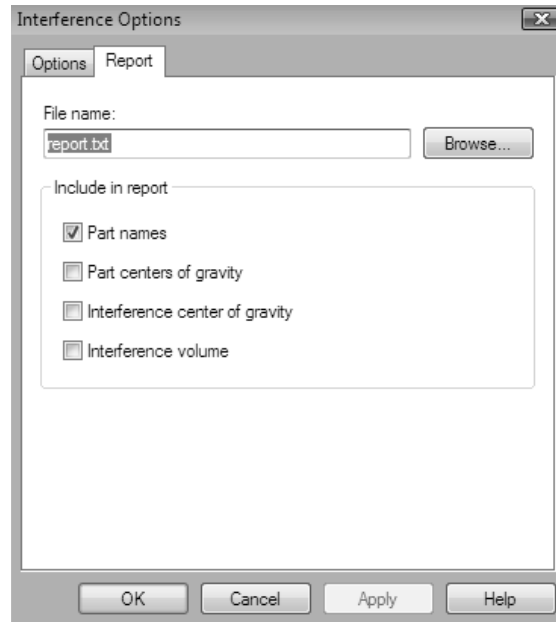 Interference Options
Options Report
File name:
report.txt Browse...
Include in report
Part names
Part centers of gravity
Interference center of gravity
Interference volume
OK Cancel Apply Help